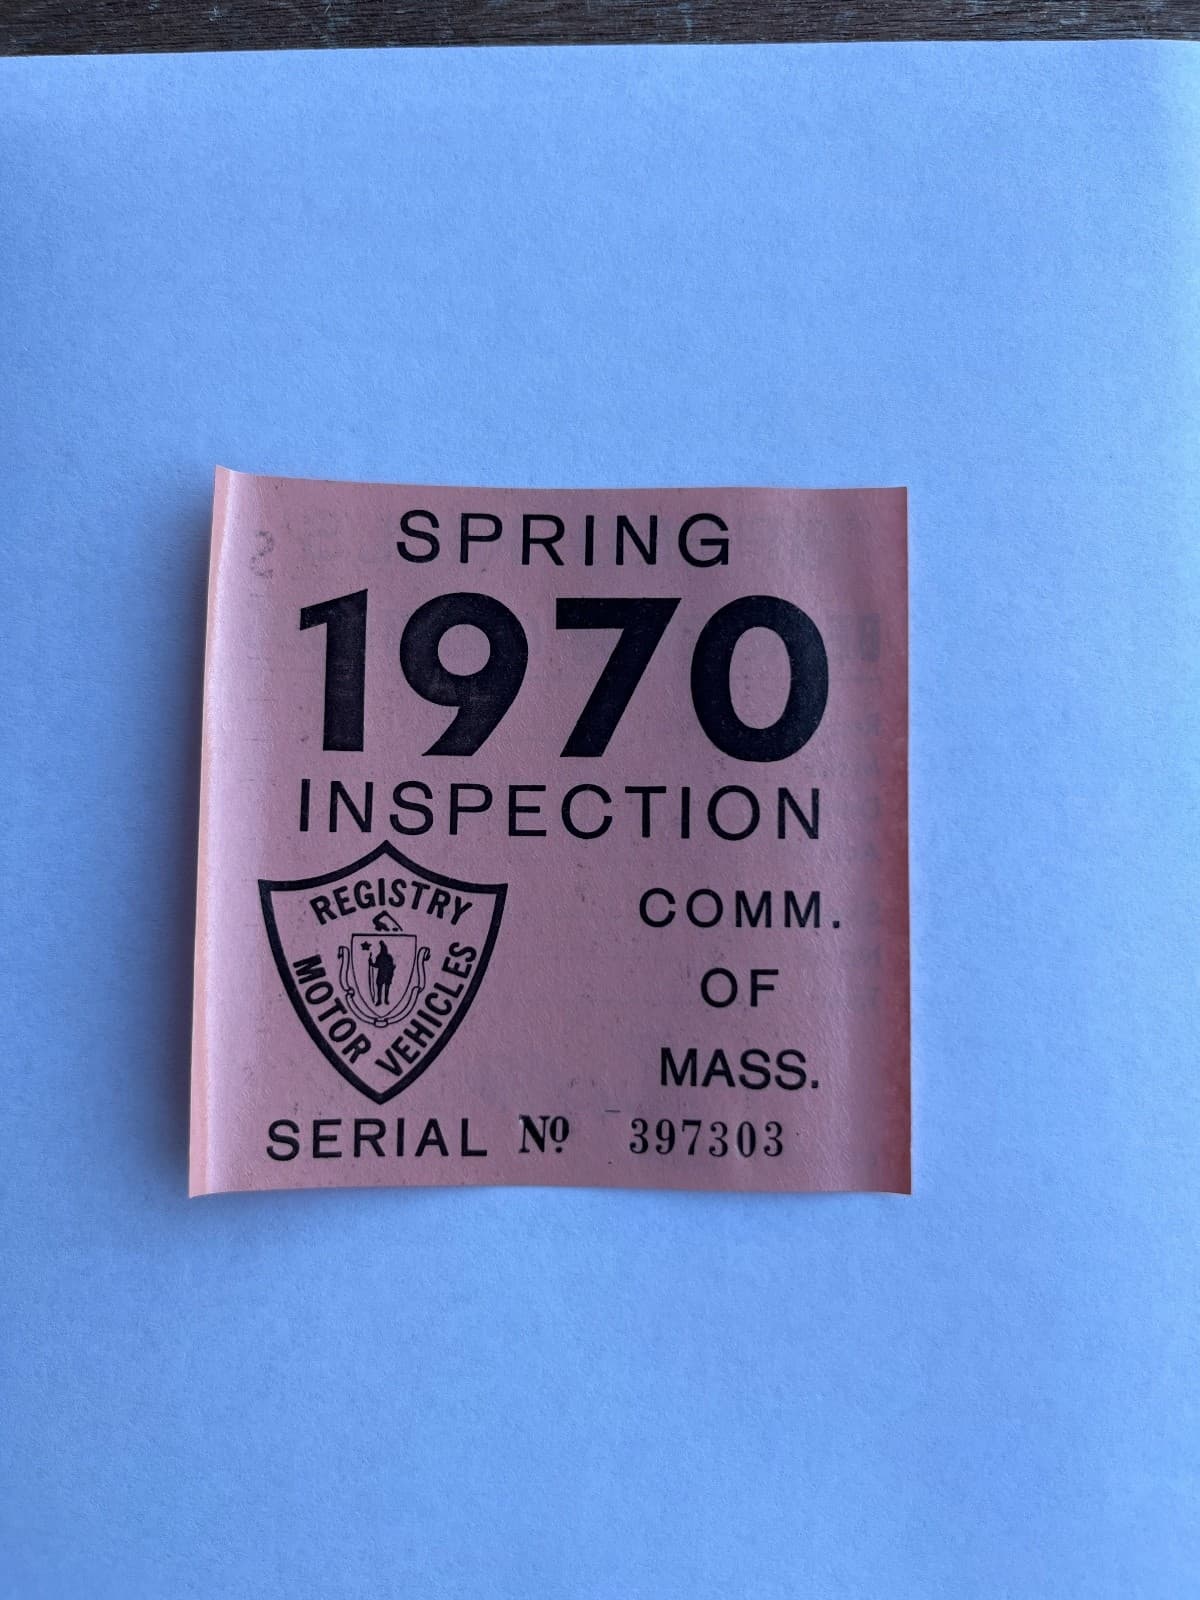 SPRING
1970
INSPECTION
REGISTRY
MOTOR VEHICLES
COMM.
OF
MASS.
SERIAL Nº 397303